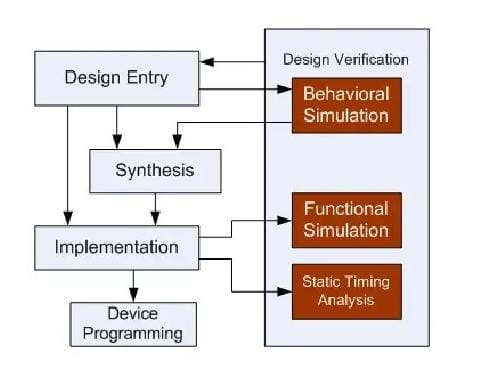 Design Verification
Design Entry
Behavioral
Simulation
Synthesis
Functional
Simulation
Implementation
Static Timing
Analysis
Device
Programming